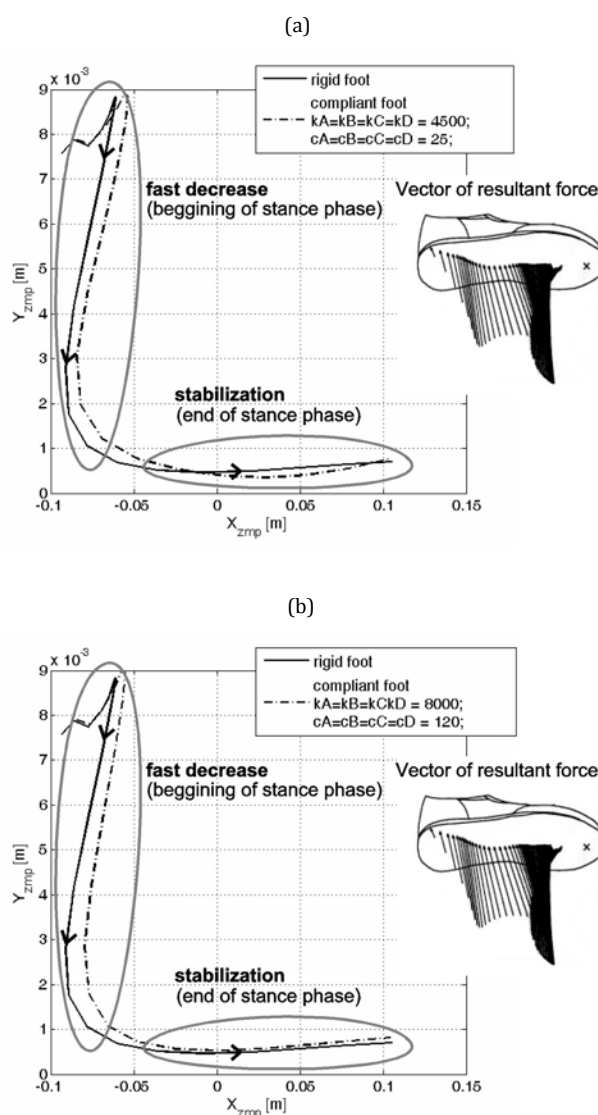 (a)
x 10⁻³
rigid foot
compliant foot
kA=kB=kC=kD = 4500;
cA=cB=cC=cD = 25;
fast decrease
(beggining of stance phase)
Vector of resultant force
stabilization
(end of stance phase)
9
8
7
6
5
4
3
2
1
0
Y_zmp [m]
-0.1 -0.05 0 0.05 0.1 0.15
X_zmp [m]
(b)
x 10⁻³
rigid foot
compliant foot
kA=kB=kCkD = 8000;
cA=cB=cC=cD = 120;
fast decrease
(beggining of stance phase)
Vector of resultant force
stabilization
(end of stance phase)
9
8
7
6
5
4
3
2
1
0
Y_zmp [m]
-0.1 -0.05 0 0.05 0.1 0.15
X_zmp [m]